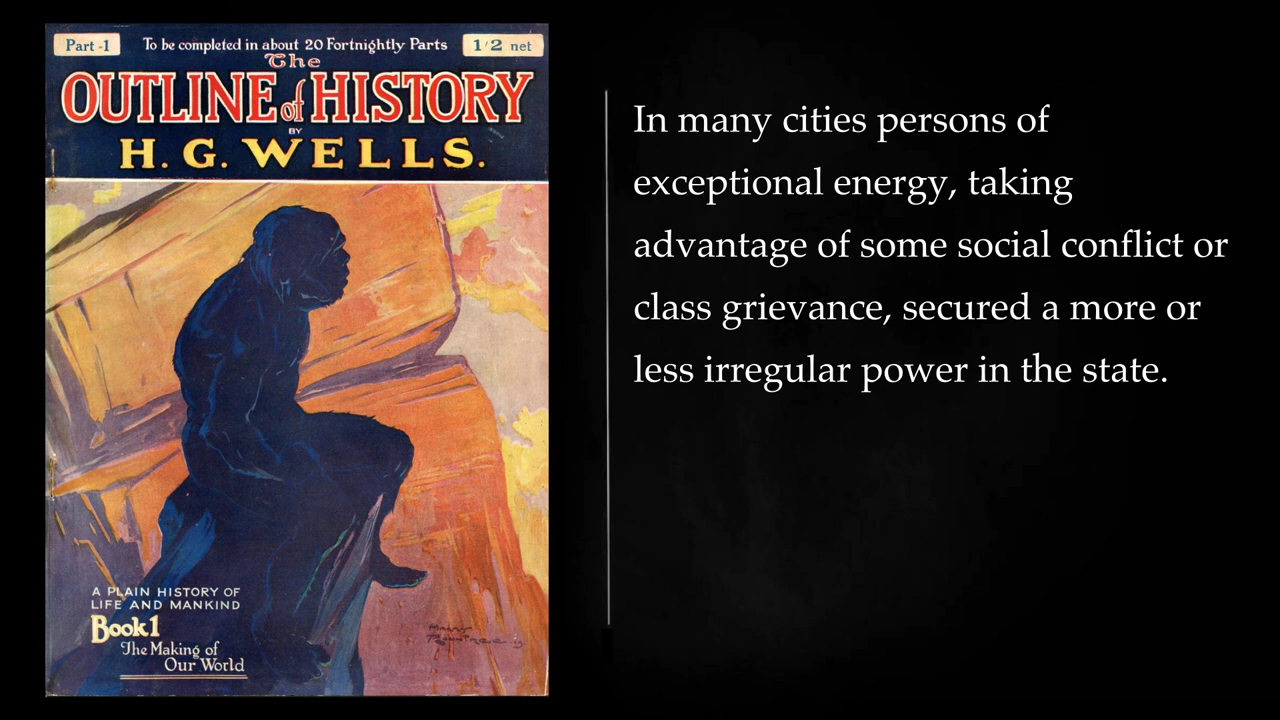 Part -1
To be completed in about 20 Fortnightly Parts
1/2 net
The
OUTLINE of HISTORY
BY
H. G. WELLS.
A PLAIN HISTORY OF
LIFE AND MANKIND
Book 1
The Making of
Our World
In many cities persons of
exceptional energy, taking
advantage of some social conflict or
class grievance, secured a more or
less irregular power in the state.